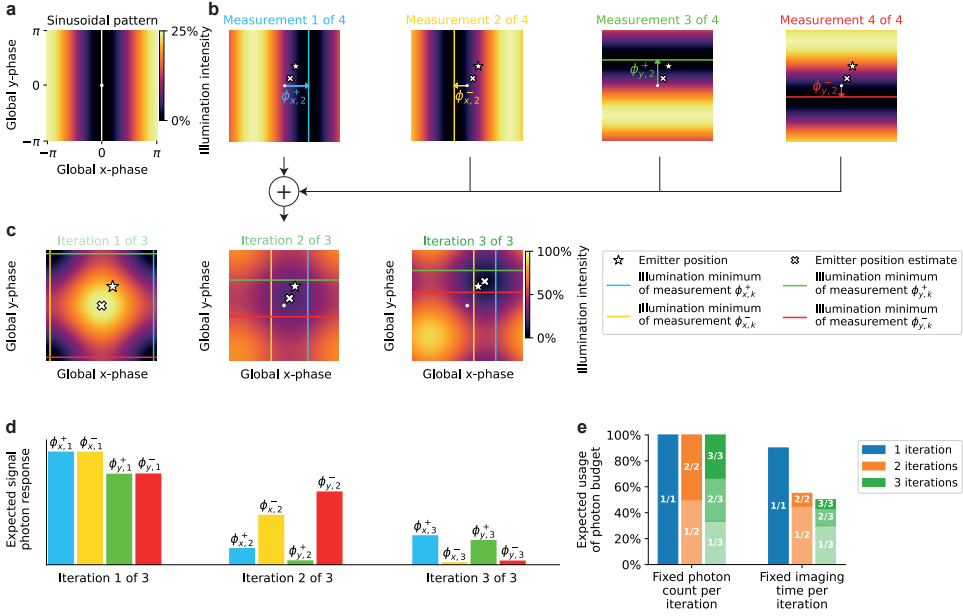 a
Sinusoidal pattern
25%
0%
Illumination intensity
Global y-phase
π
0
−π
−π 0 π
Global x-phase
b
Measurement 1 of 4
Measurement 2 of 4
Measurement 3 of 4
Measurement 4 of 4
ϕ⁺x,2
ϕ⁻x,2
ϕ⁺y,2
ϕ⁻y,2
+
c
Iteration 1 of 3
Iteration 2 of 3
Iteration 3 of 3
Global y-phase
Global x-phase
Global y-phase
Global x-phase
Global y-phase
Global x-phase
100%
50%
0%
Illumination intensity
Emitter position
Illumination minimum
of measurement ϕ⁺x,k
Illumination minimum
of measurement ϕ⁻x,k
Emitter position estimate
Illumination minimum
of measurement ϕ⁺y,k
Illumination minimum
of measurement ϕ⁻y,k
d
Expected signal
photon response
ϕ⁺x,1 ϕ⁻x,1 ϕ⁺y,1 ϕ⁻y,1
ϕ⁺x,2 ϕ⁻x,2 ϕ⁺y,2 ϕ⁻y,2
ϕ⁺x,3 ϕ⁻x,3 ϕ⁺y,3 ϕ⁻y,3
Iteration 1 of 3
Iteration 2 of 3
Iteration 3 of 3
e
Expected usage
of photon budget
100%
80%
60%
40%
20%
0%
1/1
2/2
1/2
3/3
2/3
1/3
1/1
2/2
1/2
3/3
2/3
1/3
Fixed photon
count per
iteration
Fixed imaging
time per
iteration
1 iteration
2 iterations
3 iterations